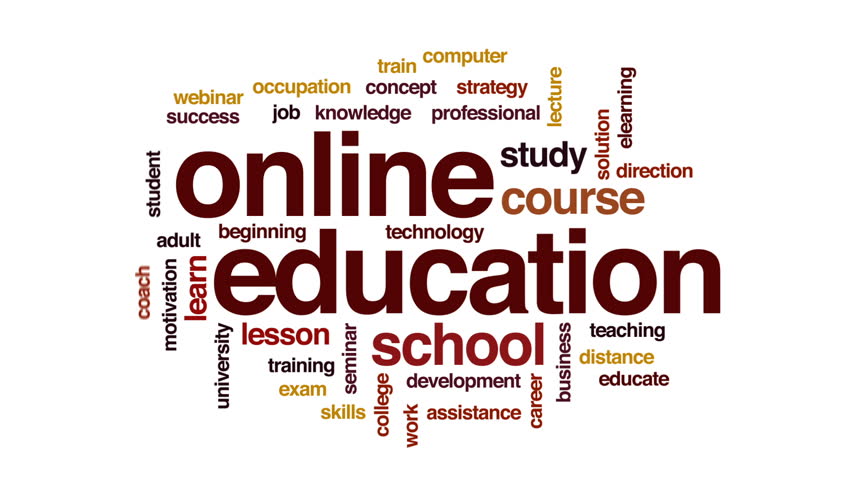 computer
train
occupation
concept
strategy
webinar
success
job
knowledge
professional
lecture
elearning
solution
direction
student
online
study
course
adult
beginning
technology
coach
motivation
learn
education
university
lesson
seminar
school
business
teaching
training
distance
exam
college
development
career
educate
skills
work
assistance